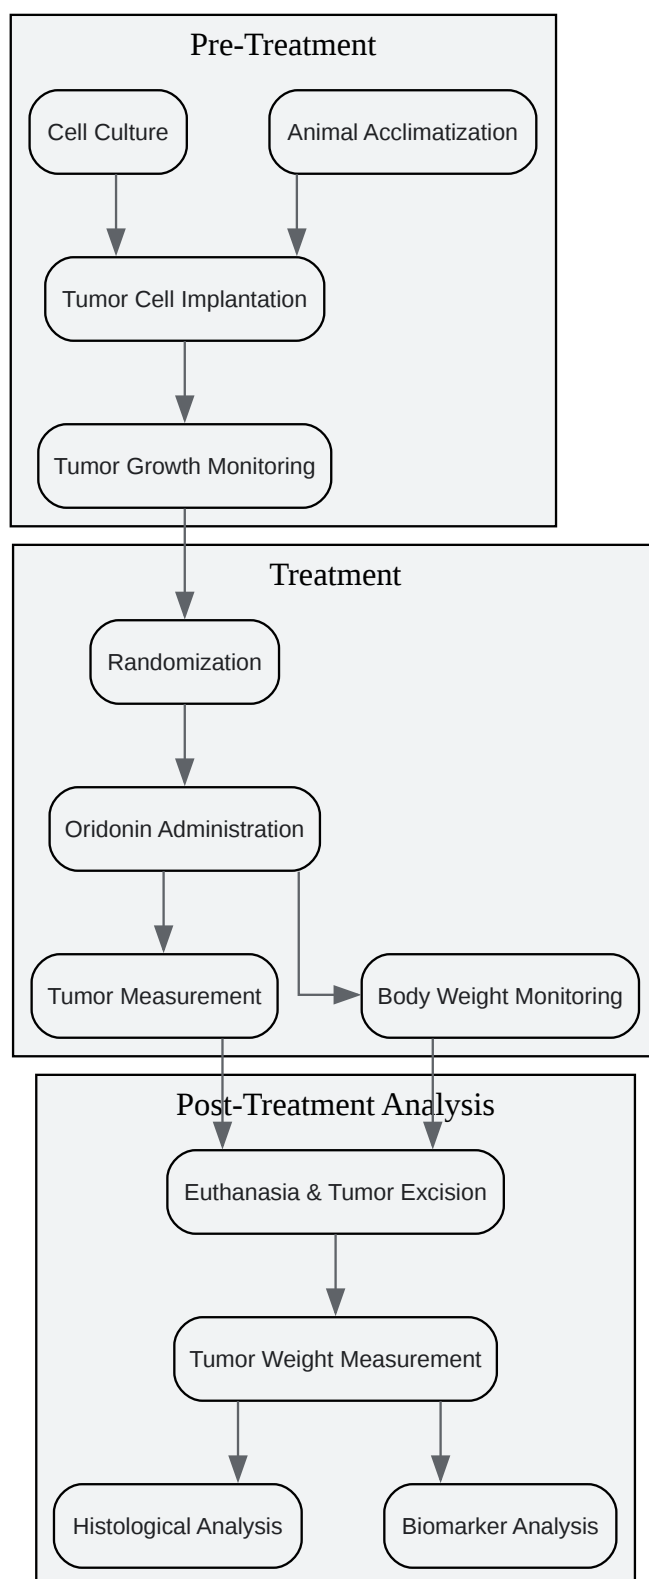 Pre-Treatment
Cell Culture
Animal Acclimatization
Tumor Cell Implantation
Tumor Growth Monitoring
Treatment
Randomization
Oridonin Administration
Tumor Measurement
Body Weight Monitoring
Post-Treatment Analysis
Euthanasia & Tumor Excision
Tumor Weight Measurement
Histological Analysis
Biomarker Analysis